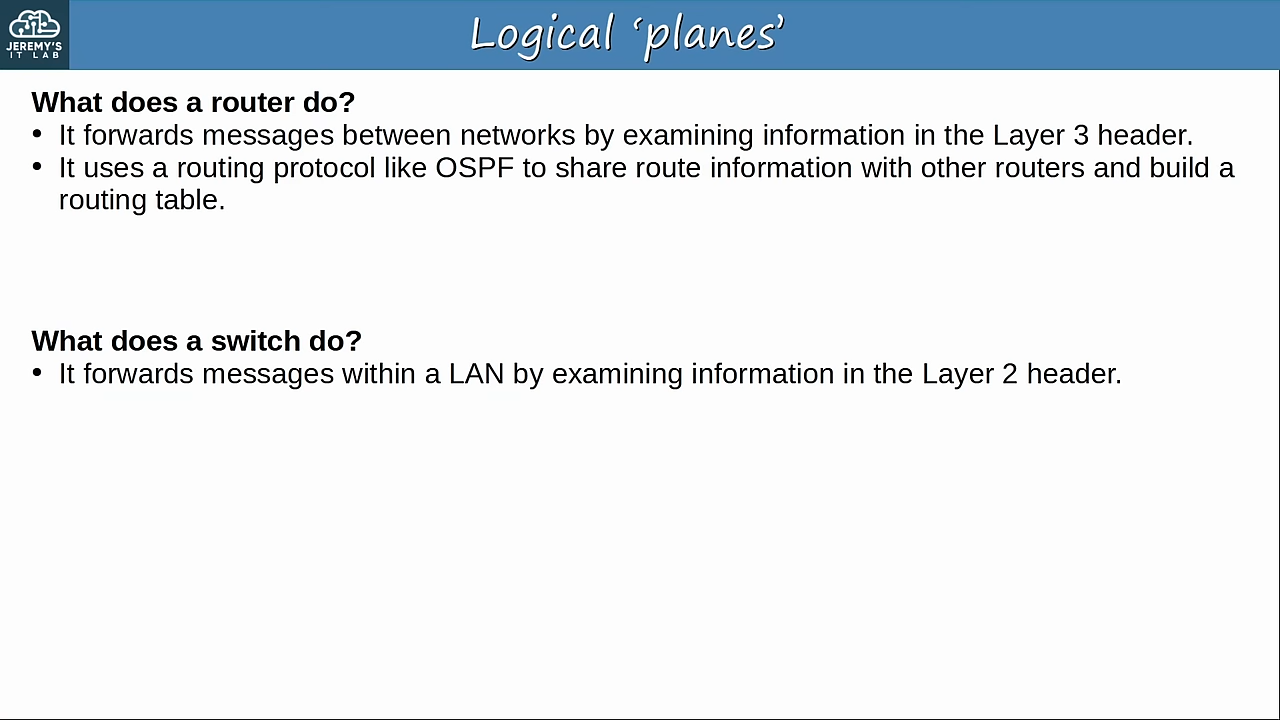 JEREMY'S
IT LAB
Logical ‘planes’
What does a router do?
• It forwards messages between networks by examining information in the Layer 3 header.
• It uses a routing protocol like OSPF to share route information with other routers and build a
routing table.
What does a switch do?
• It forwards messages within a LAN by examining information in the Layer 2 header.